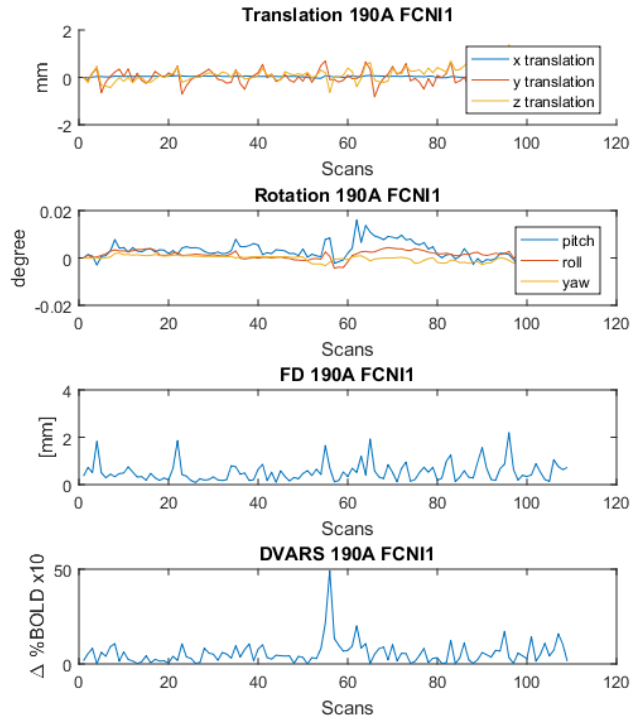 Translation 190A FCNI1
2
0
-2
mm
x translation
y translation
z translation
0 20 40 60 80 100 120
Scans
Rotation 190A FCNI1
0.02
0
-0.02
degree
pitch
roll
yaw
0 20 40 60 80 100 120
Scans
FD 190A FCNI1
4
2
0
[mm]
0 20 40 60 80 100 120
Scans
DVARS 190A FCNI1
50
0
Δ %BOLD x10
0 20 40 60 80 100 120
Scans